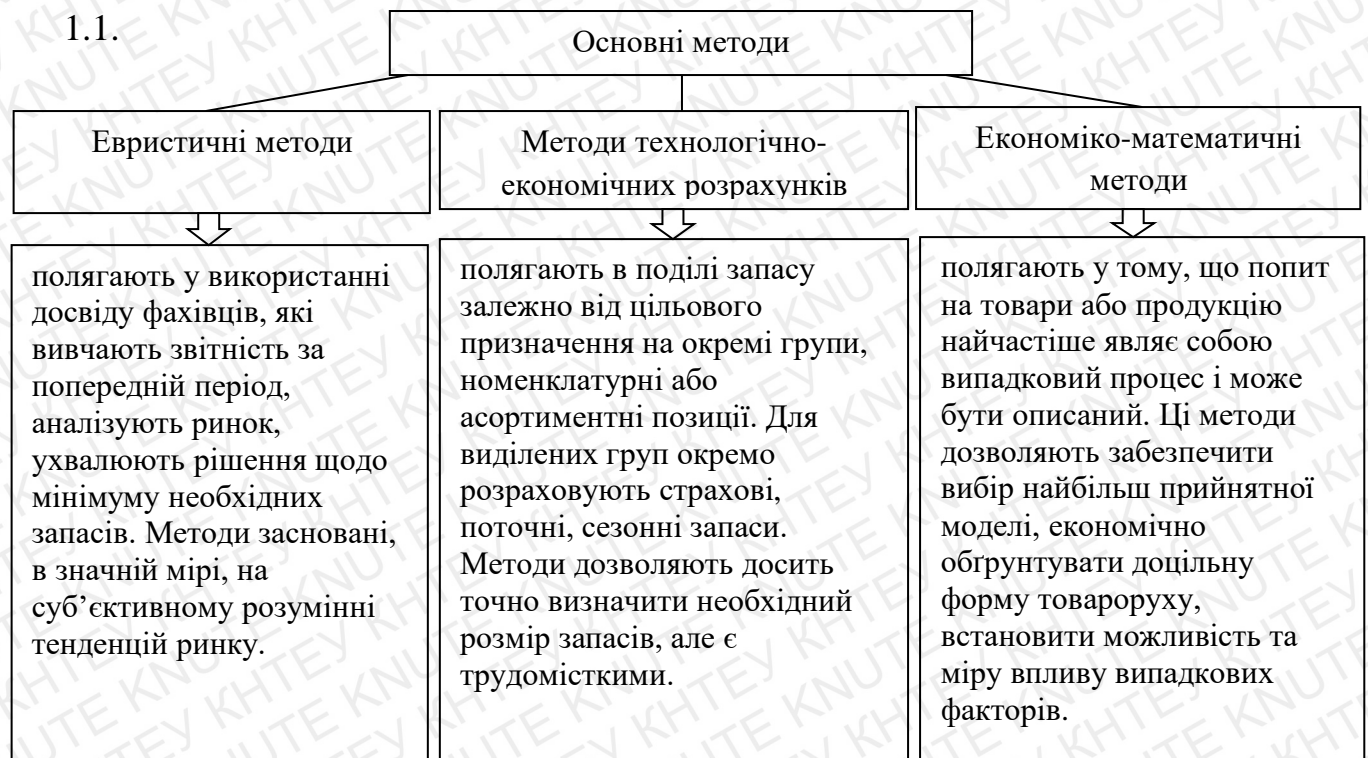 1.1.
Основні методи
Евристичні методи
Методи технологічно-
економічних розрахунків
Економіко-математичні
методи
полягають у використанні
досвіду фахівців, які
вивчають звітність за
попередній період,
аналізують ринок,
ухвалюють рішення щодо
мінімуму необхідних
запасів. Методи засновані,
в значній мірі, на
суб’єктивному розумінні
тенденцій ринку.
полягають в поділі запасу
залежно від цільового
призначення на окремі групи,
номенклатурні або
асортиментні позиції. Для
виділених груп окремо
розраховують страхові,
поточні, сезонні запаси.
Методи дозволяють досить
точно визначити необхідний
розмір запасів, але є
трудомісткими.
полягають у тому, що попит
на товари або продукцію
найчастіше являє собою
випадковий процес і може
бути описаний. Ці методи
дозволяють забезпечити
вибір найбільш прийнятної
моделі, економічно
обґрунтувати доцільну
форму товароруху,
встановити можливість та
міру впливу випадкових
факторів.